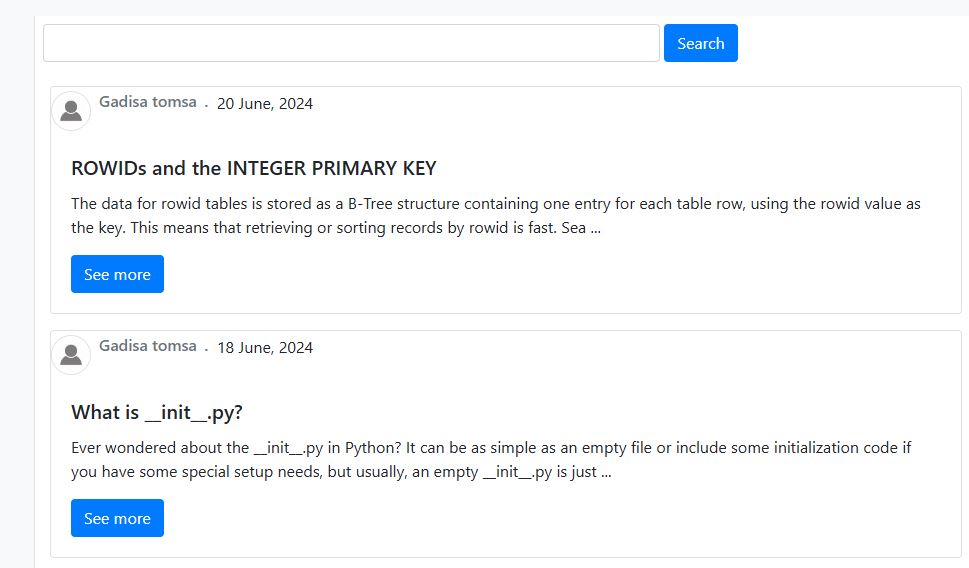 Search
Gadisa tomsa . 20 June, 2024
ROWIDs and the INTEGER PRIMARY KEY
The data for rowid tables is stored as a B-Tree structure containing one entry for each table row, using the rowid value as
the key. This means that retrieving or sorting records by rowid is fast. Sea ...
See more
Gadisa tomsa . 18 June, 2024
What is __init__.py?
Ever wondered about the __init__.py in Python? It can be as simple as an empty file or include some initialization code if
you have some special setup needs, but usually, an empty __init__.py is just ...
See more